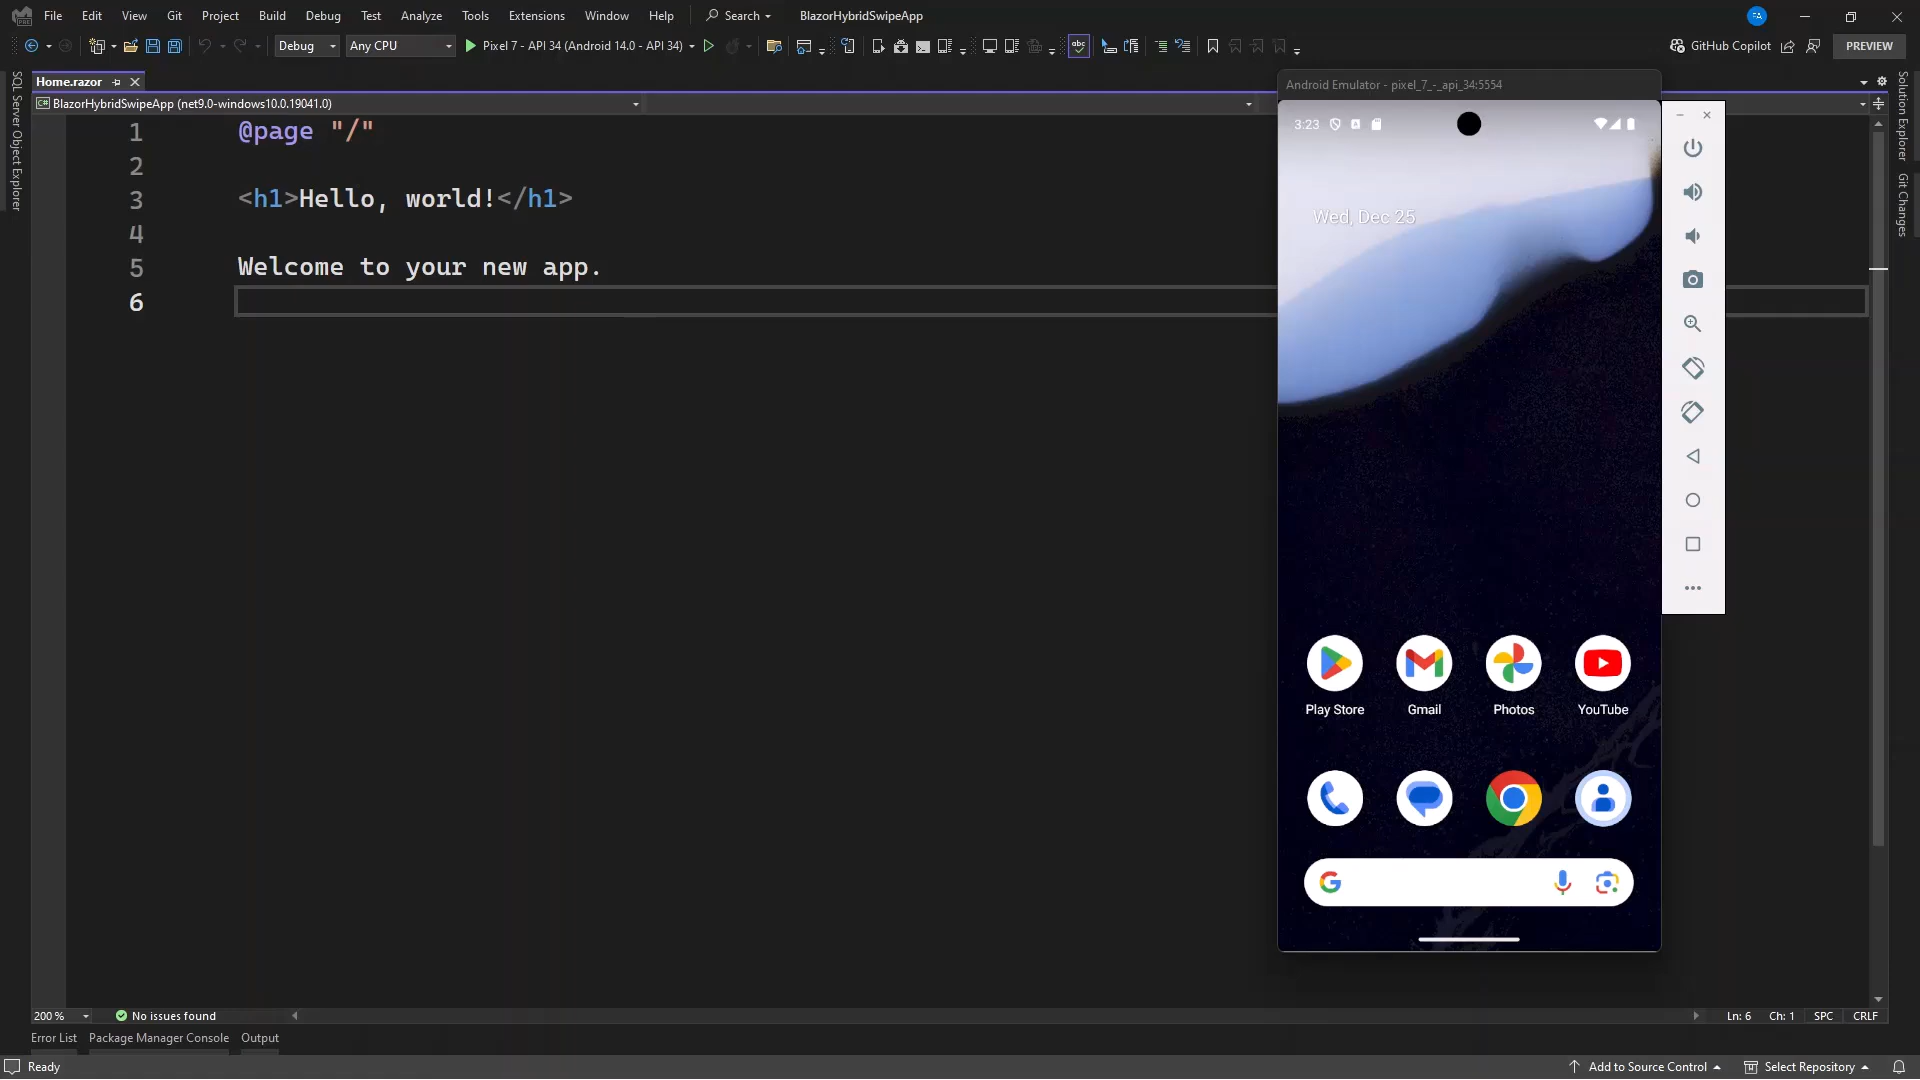 File Edit View Git Project Build Debug Test Analyze Tools Extensions Window Help Search BlazorHybridSwipeApp FA
Debug Any CPU Pixel 7 - API 34 (Android 14.0 - API 34) abc GitHub Copilot PREVIEW
Home.razor
BlazorHybridSwipeApp (net9.0-windows10.0.19041.0)
SQL Server Object Explorer
1 @page "/"
2
3 <h1>Hello, world!</h1>
4
5 Welcome to your new app.
6
Android Emulator - pixel_7_-_api_34:5554
3:23
Wed, Dec 25
Play Store Gmail Photos YouTube
Solution Explorer
Git Changes
200 % No issues found Ln: 6 Ch: 1 SPC CRLF
Error List Package Manager Console Output
Ready Add to Source Control Select Repository